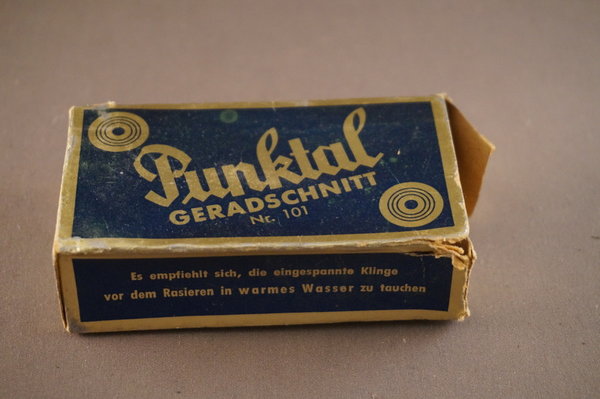 Punktal
GERADSCHNITT
Nr. 101
Es empfiehlt sich, die eingespannte Klinge
vor dem Rasieren in warmes Wasser zu tauchen